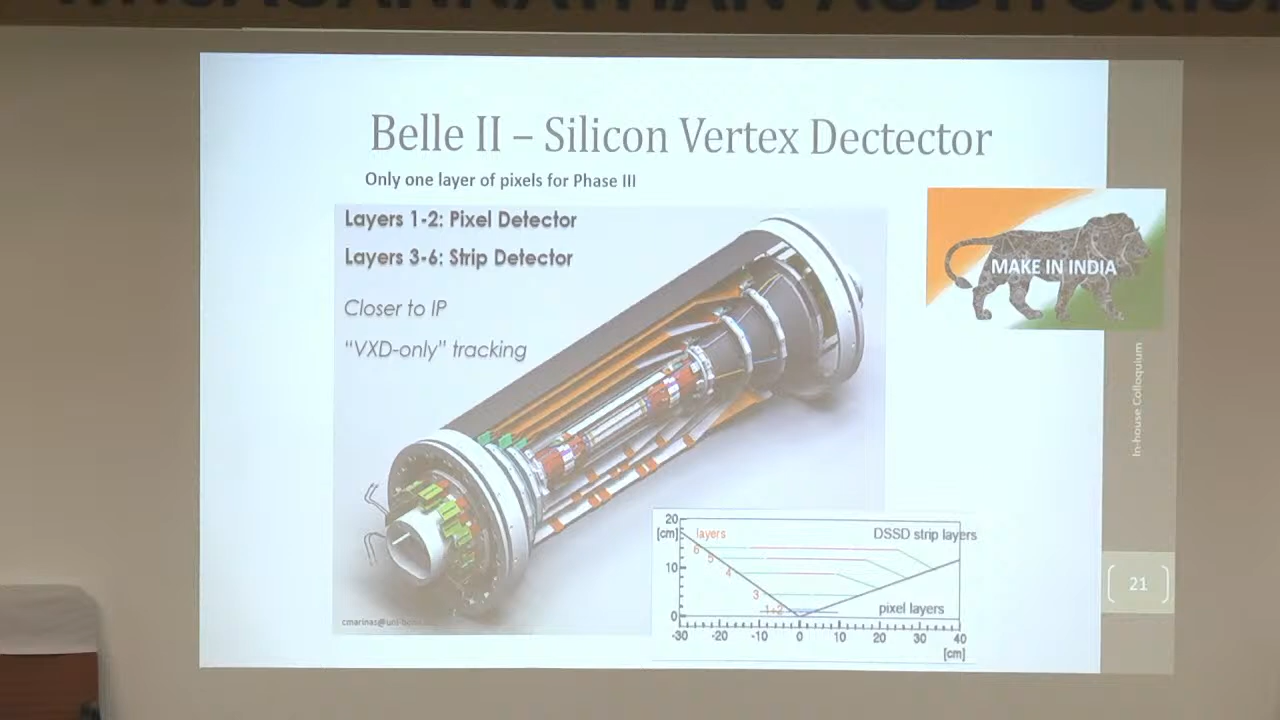 AUDITORIUM
Belle II – Silicon Vertex Dectector
Only one layer of pixels for Phase III
Layers 1-2: Pixel Detector
Layers 3-6: Strip Detector
Closer to IP
“VXD-only” tracking
MAKE IN INDIA
In-house Colloquium
21
20
[cm]
layers
DSSD strip layers
6
5
10
4
3
1+2
pixel layers
0
-30 -20 -10 0 10 20 30 40
[cm]